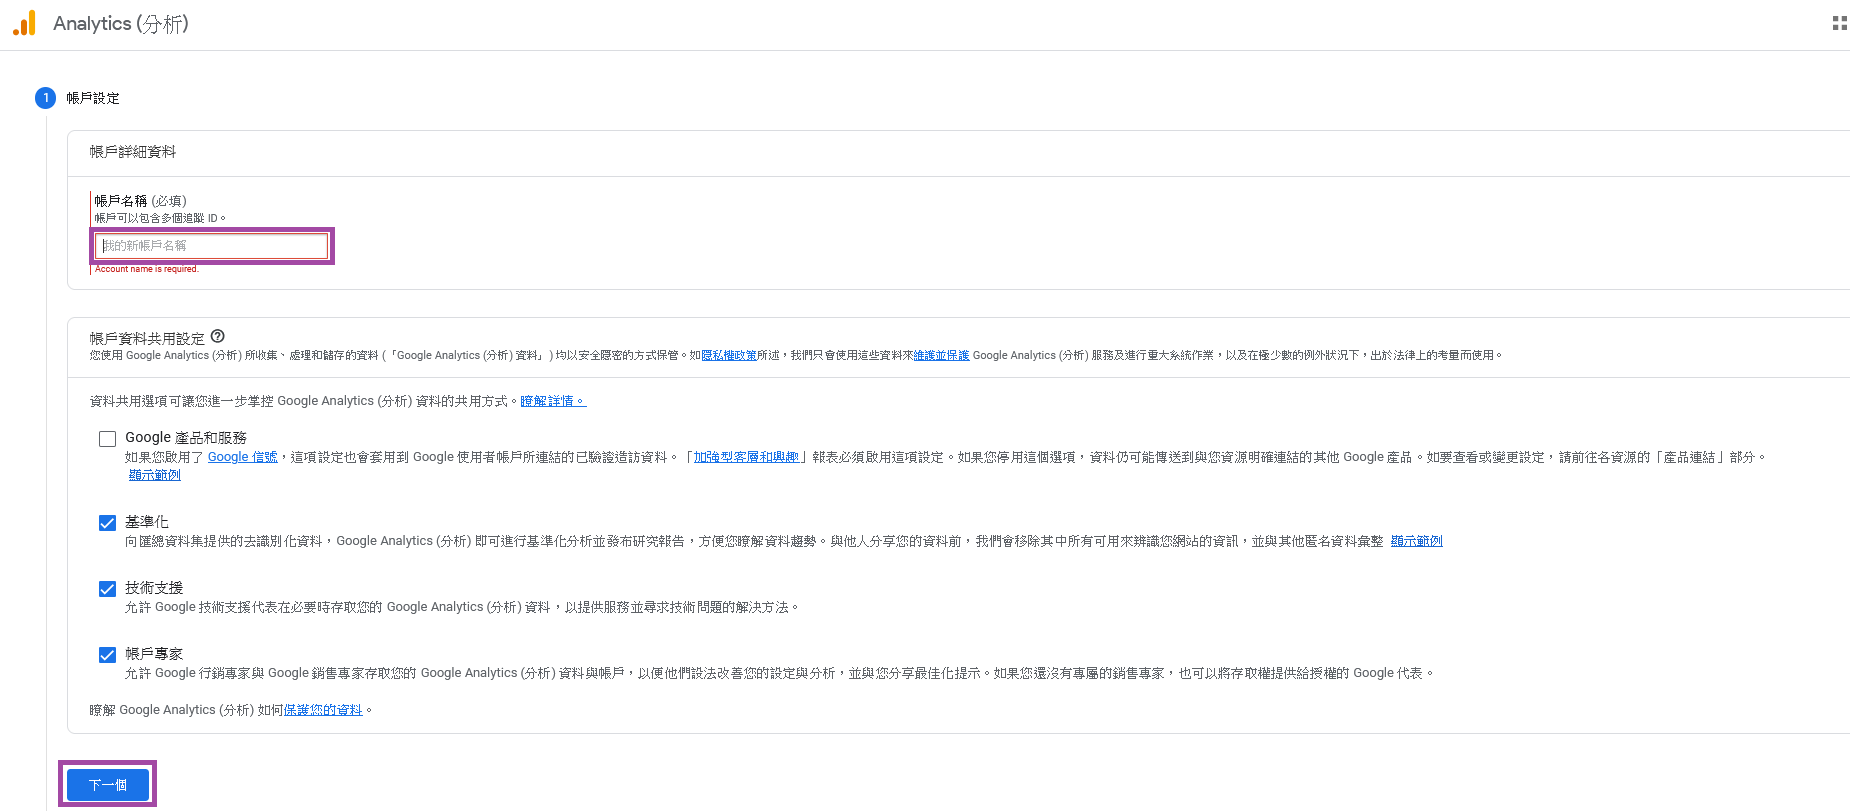 Analytics (分析)
1 帳戶設定
帳戶詳細資料
帳戶名稱 (必填)
帳戶可以包含多個追蹤 ID。
我的新帳戶名稱
Account name is required.
帳戶資料共用設定
您使用 Google Analytics (分析) 所收集、處理和儲存的資料 (「Google Analytics (分析) 資料」) 均以安全隱密的方式保管。如隱私權政策所述，我們只會使用這些資料來維護並保護 Google Analytics (分析) 服務及進行重大系統作業，以及在極少數的例外狀況下，出於法律上的考量而使用。
資料共用選項可讓您進一步掌控 Google Analytics (分析) 資料的共用方式。瞭解詳情。
Google 產品和服務
如果您啟用了 Google 信號，這項設定也會套用到 Google 使用者帳戶所連結的已驗證造訪資料。「加強型客層和興趣」報表必須啟用這項設定。如果您停用這個選項，資料仍可能傳送到與您資源明確連結的其他 Google 產品。如要查看或變更設定，請前往各資源的「產品連結」部分。
顯示範例
基準化
向匯總資料集提供的去識別化資料，Google Analytics (分析) 即可進行基準化分析並發布研究報告，方便您瞭解資料趨勢。與他人分享您的資料前，我們會移除其中所有可用來辨識您網站的資訊，並與其他匿名資料彙整 顯示範例
技術支援
允許 Google 技術支援代表在必要時存取您的 Google Analytics (分析) 資料，以提供服務並尋求技術問題的解決方法。
帳戶專家
允許 Google 行銷專家與 Google 銷售專家存取您的 Google Analytics (分析) 資料與帳戶，以便他們設法改善您的設定與分析，並與您分享最佳化提示。如果您還沒有專屬的銷售專家，也可以將存取權提供給授權的 Google 代表。
瞭解 Google Analytics (分析) 如何保護您的資料。
下一個